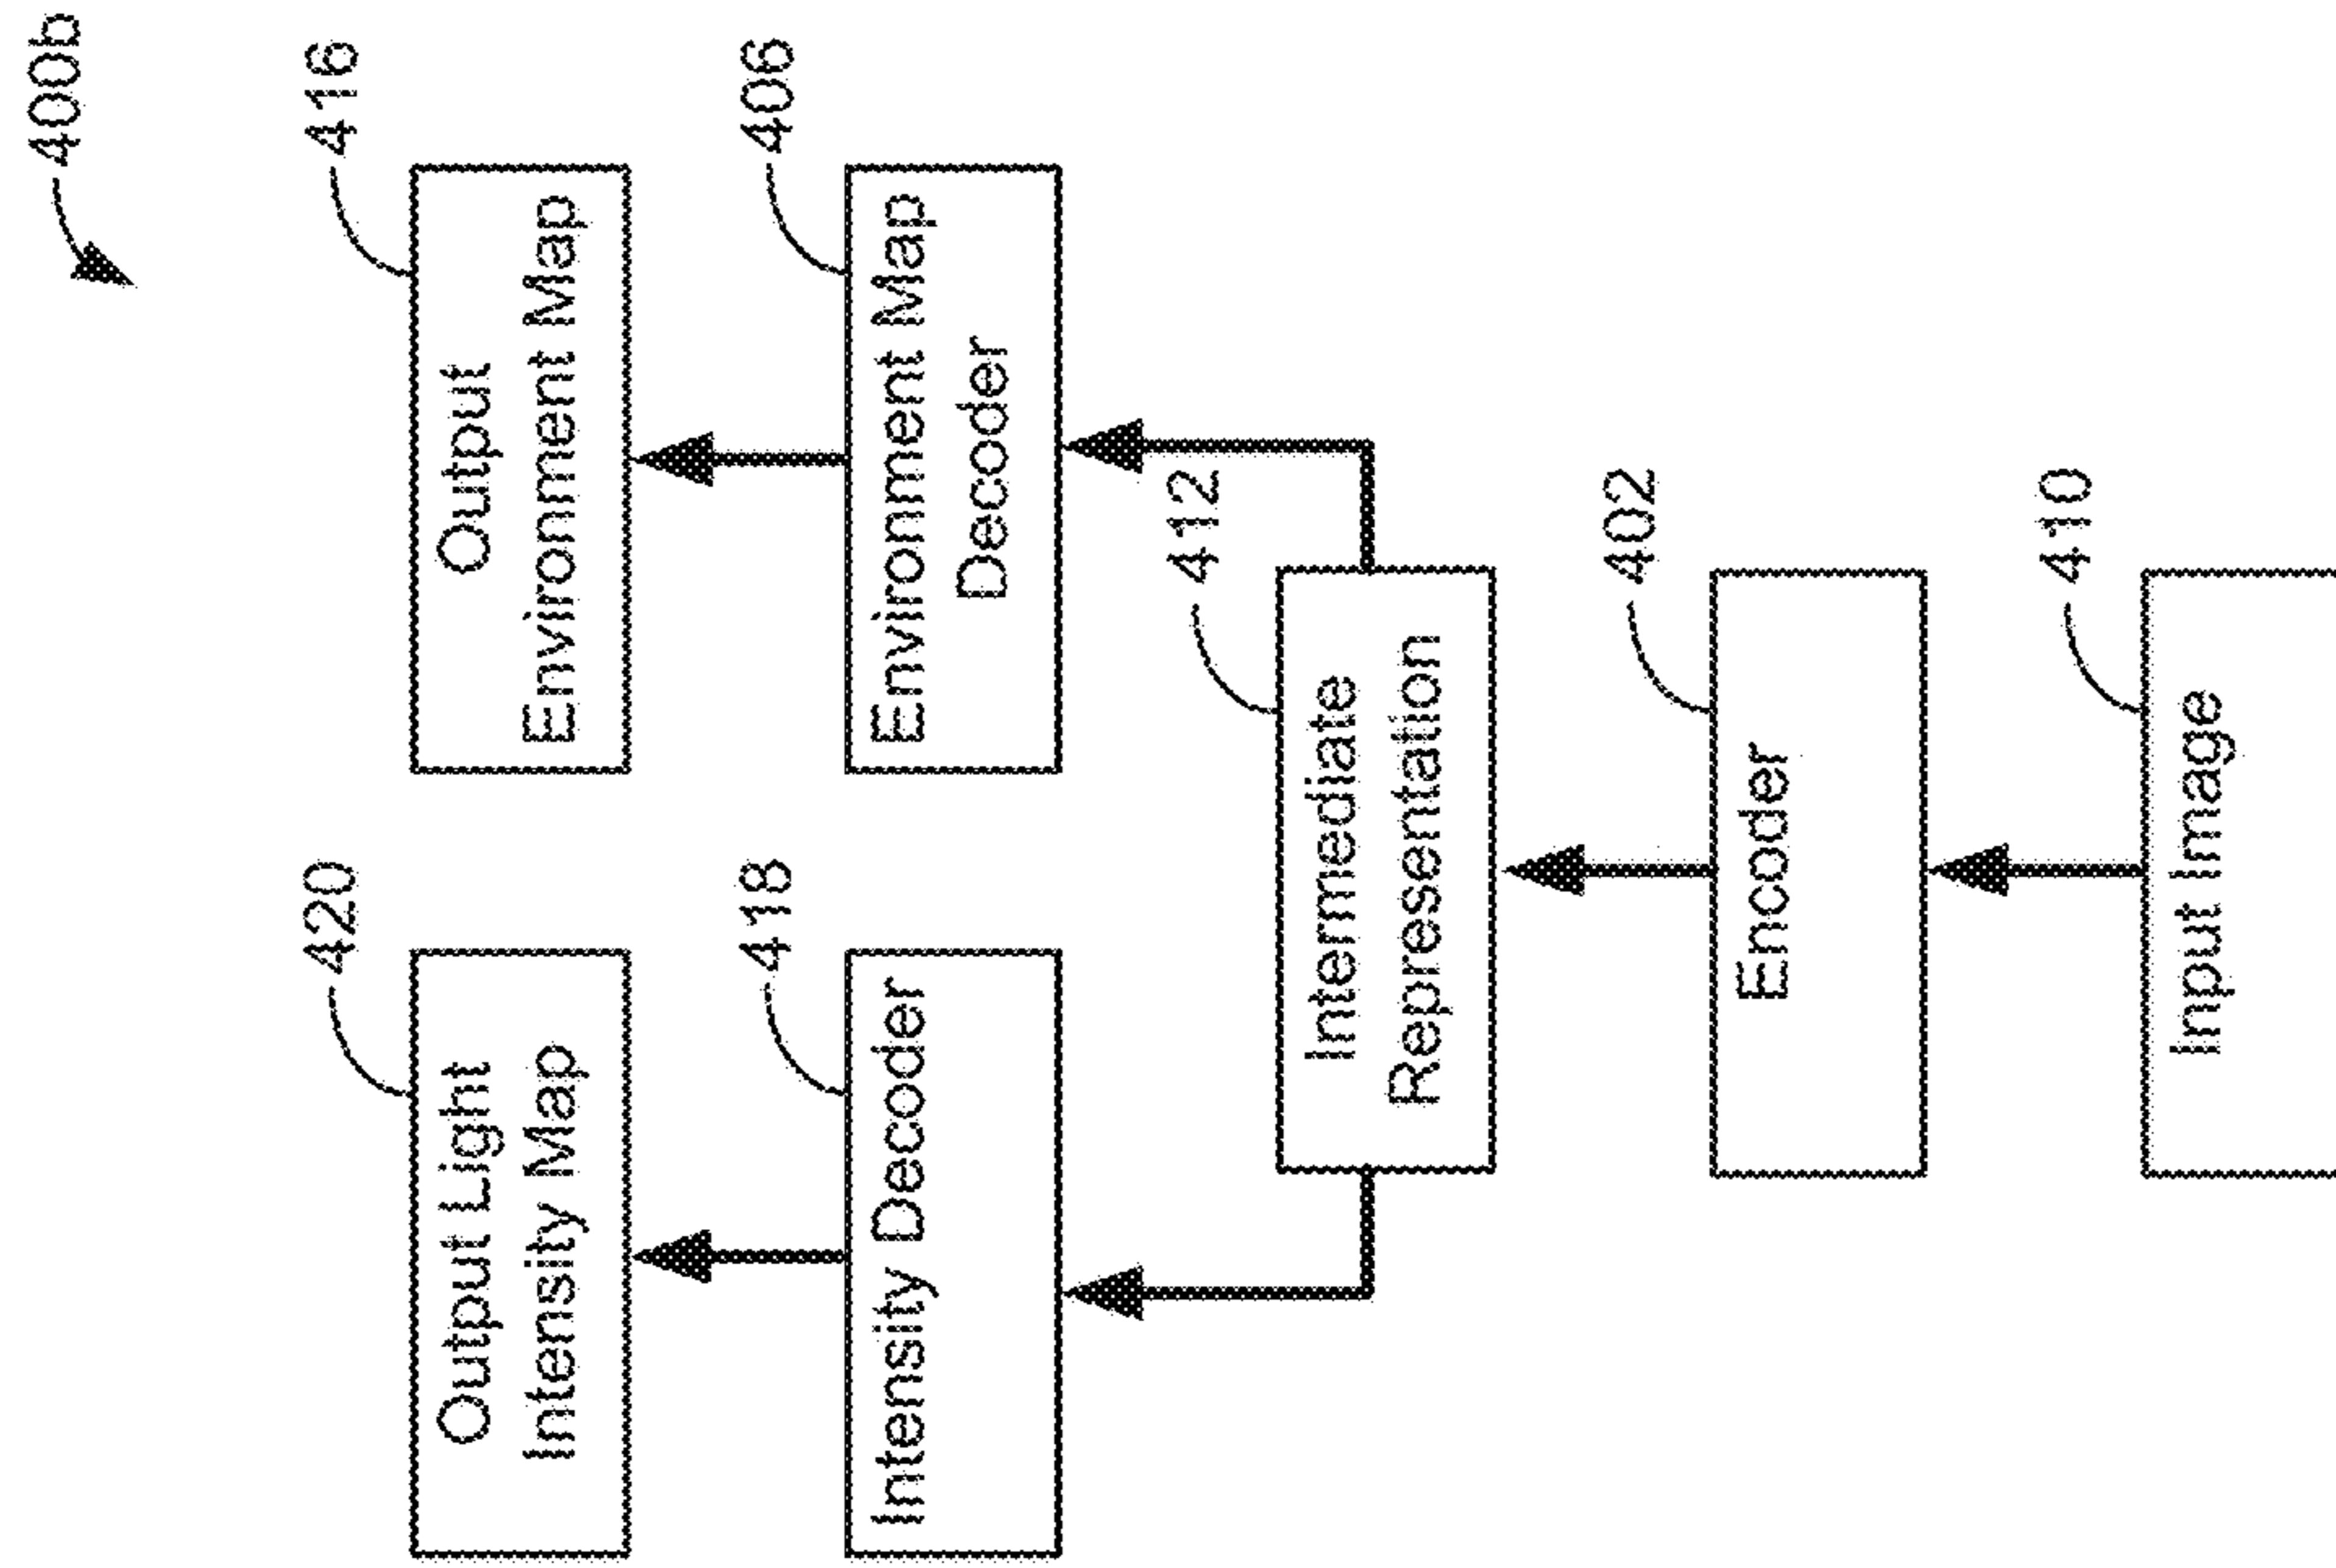 400b
420
416
Output Light
Intensity Map
Output
Environment Map
418
406
Intensity Decoder
Environment Map
Decoder
412
Intermediate
Representation
402
Encoder
410
Input Image